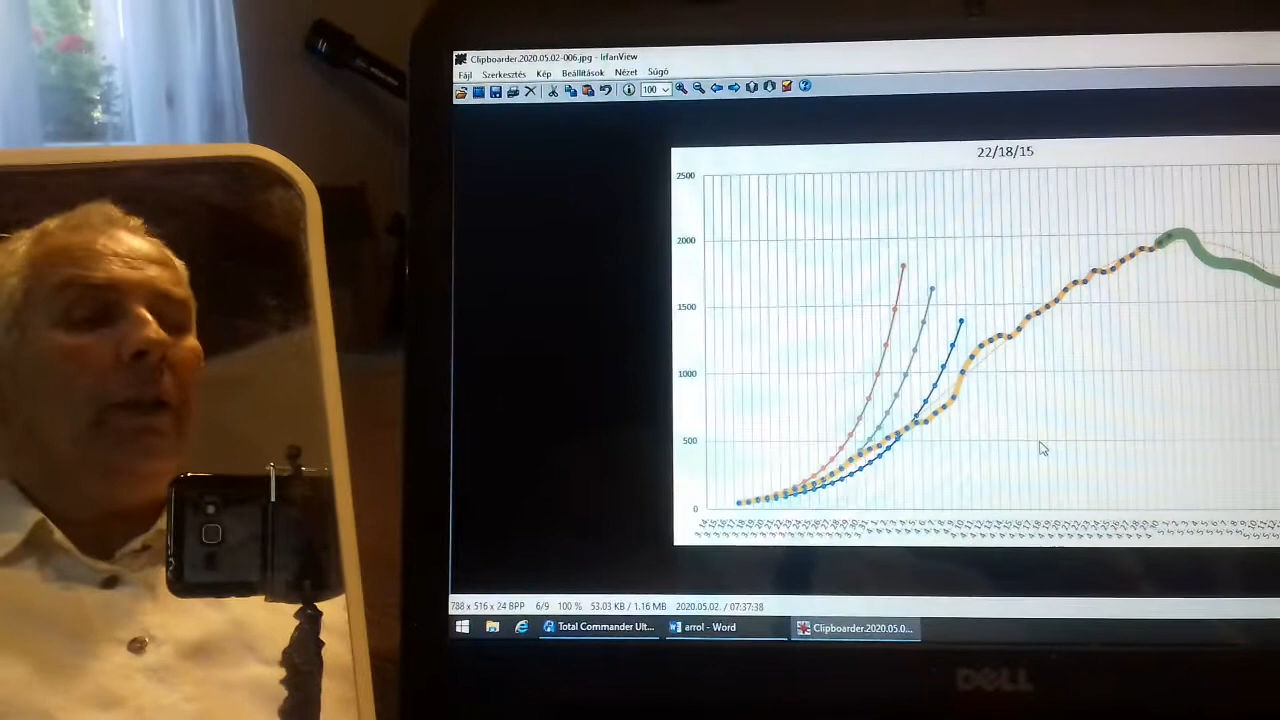 Clipboarder.2020.05.02-006.jpg - IrfanView
Fájl Szerkesztés Kép Beállítások Nézet Súgó
100
22/18/15
2500
2000
1500
1000
500
0
788 x 516 x 24 BPP 6/9 100 % 53.03 KB / 1.16 MB 2020.05.02. / 07:37:38
Total Commander Ult... arrol - Word Clipboarder.2020.05.0...
DELL